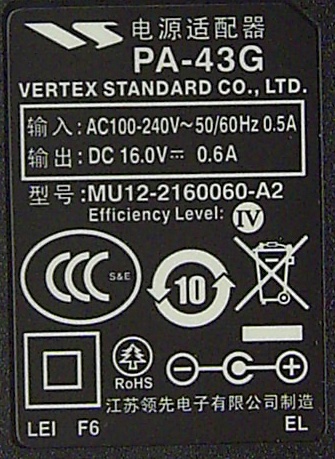 电源适配器
PA-43G
VERTEX STANDARD CO., LTD.
输入:AC100-240V~50/60Hz 0.5A
输出:DC 16.0V⎓ 0.6A
型号:MU12-2160060-A2
Efficiency Level: IV
CCC S&E
10
RoHS
江苏领先电子有限公司制造
LEI F6 EL